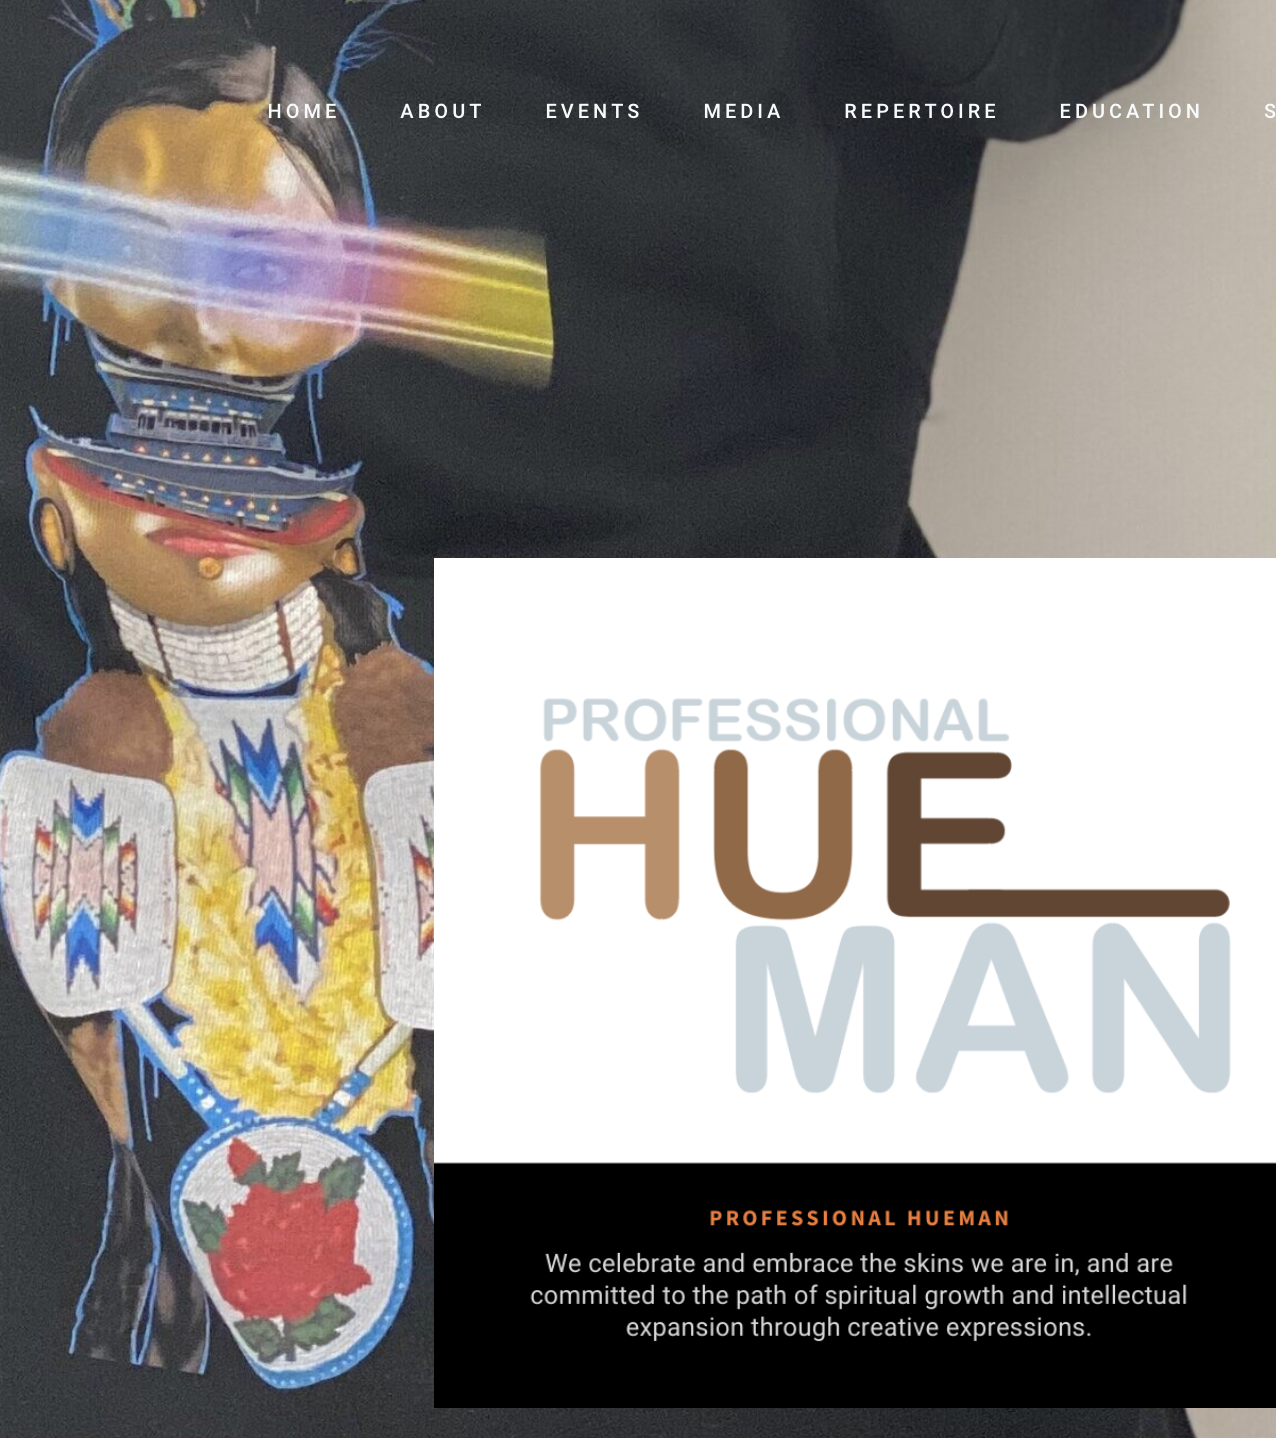 HOME ABOUT EVENTS MEDIA REPERTOIRE EDUCATION S
PROFESSIONAL
HUE
MAN
PROFESSIONAL HUEMAN
We celebrate and embrace the skins we are in, and are
committed to the path of spiritual growth and intellectual
expansion through creative expressions.